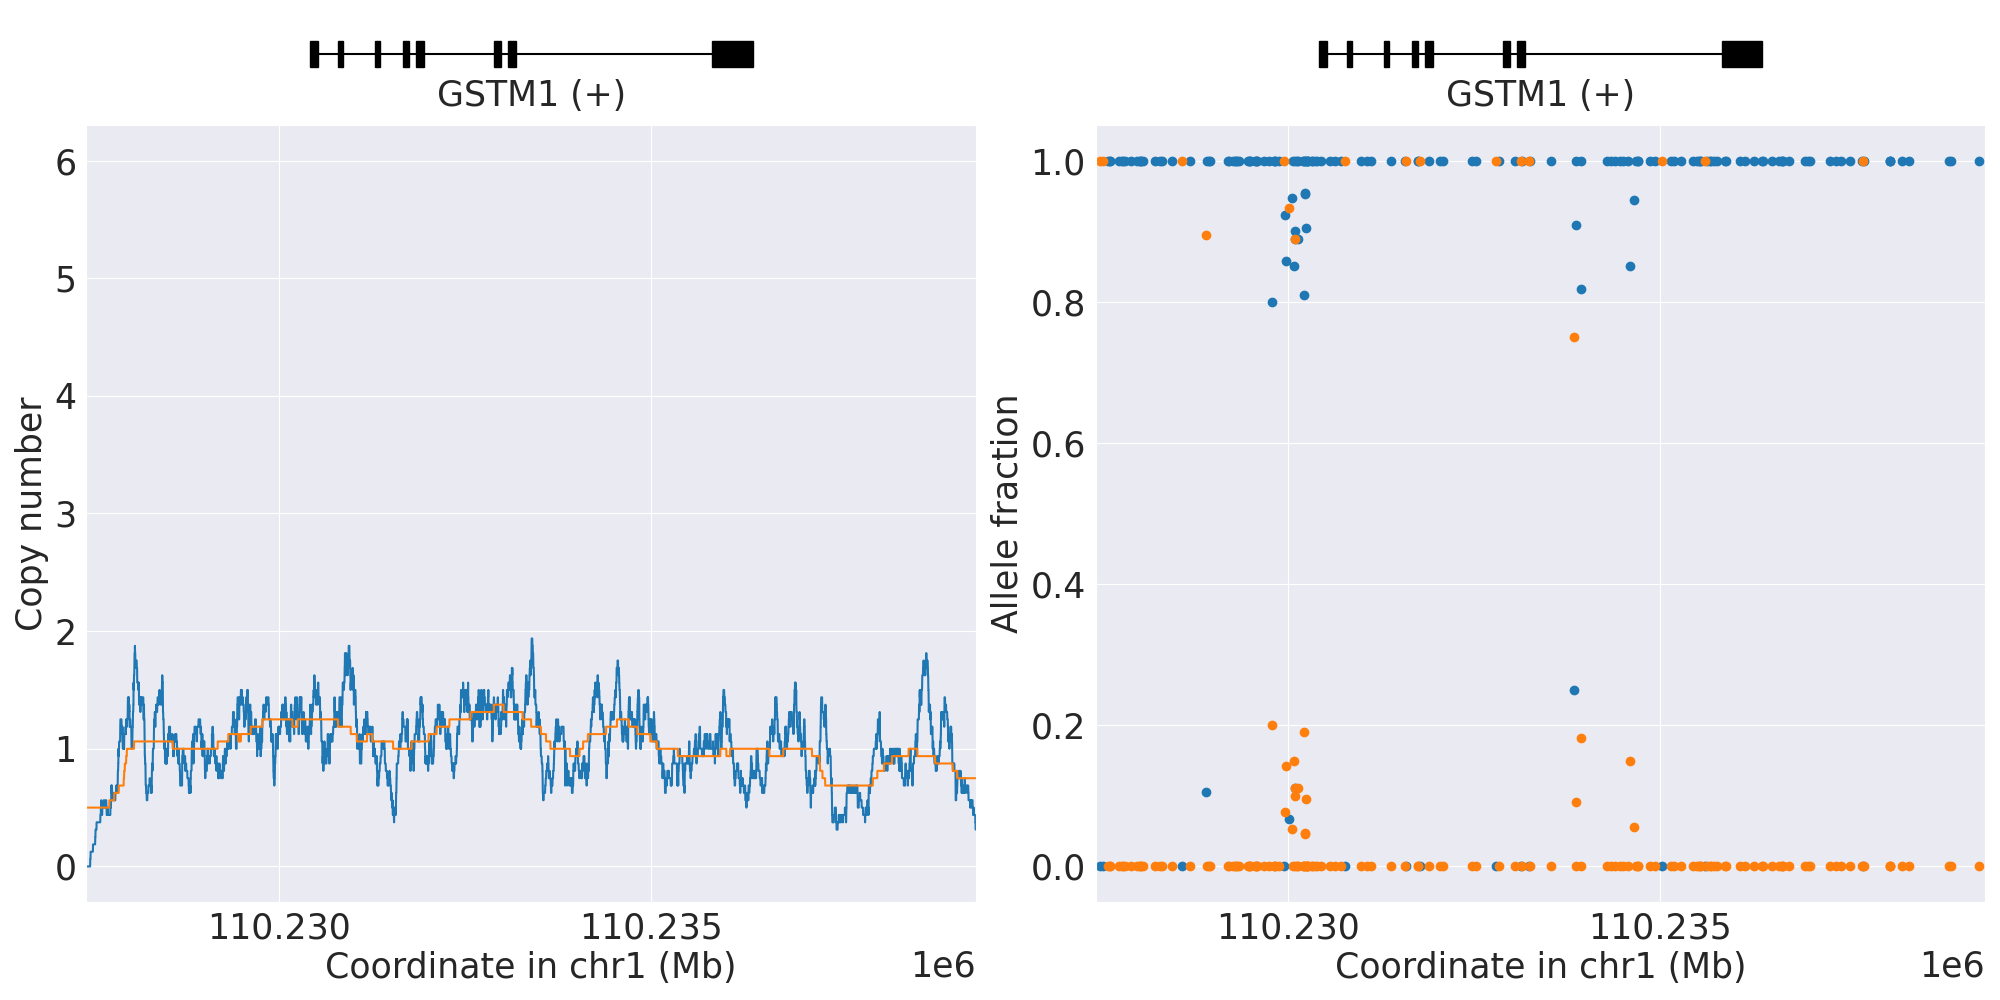 GSTM1 (+)
6
5
4
3
2
1
0
Copy number
110.230
110.235
Coordinate in chr1 (Mb)
1e6
GSTM1 (+)
1.0
0.8
0.6
0.4
0.2
0.0
Allele fraction
110.230
110.235
Coordinate in chr1 (Mb)
1e6